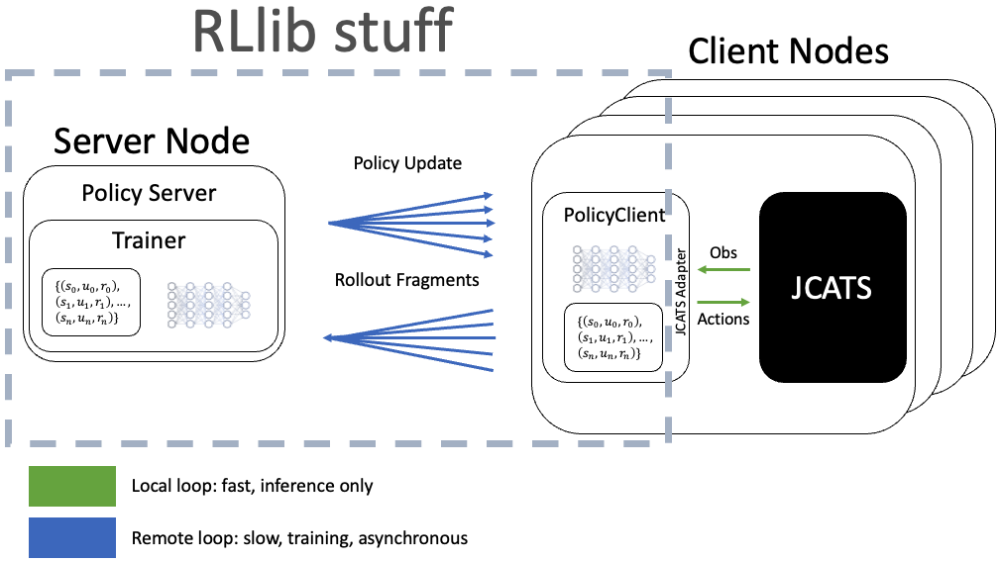 RLlib stuff
Client Nodes
Server Node
Policy Server
Trainer
{(s₀, u₀, r₀),
(s₁, u₁, r₁), …,
(sₙ, uₙ, rₙ)}
Policy Update
Rollout Fragments
PolicyClient
{(s₀, u₀, r₀),
(s₁, u₁, r₁), …,
(sₙ, uₙ, rₙ)}
JCATS Adapter
Obs
Actions
JCATS
Local loop: fast, inference only
Remote loop: slow, training, asynchronous